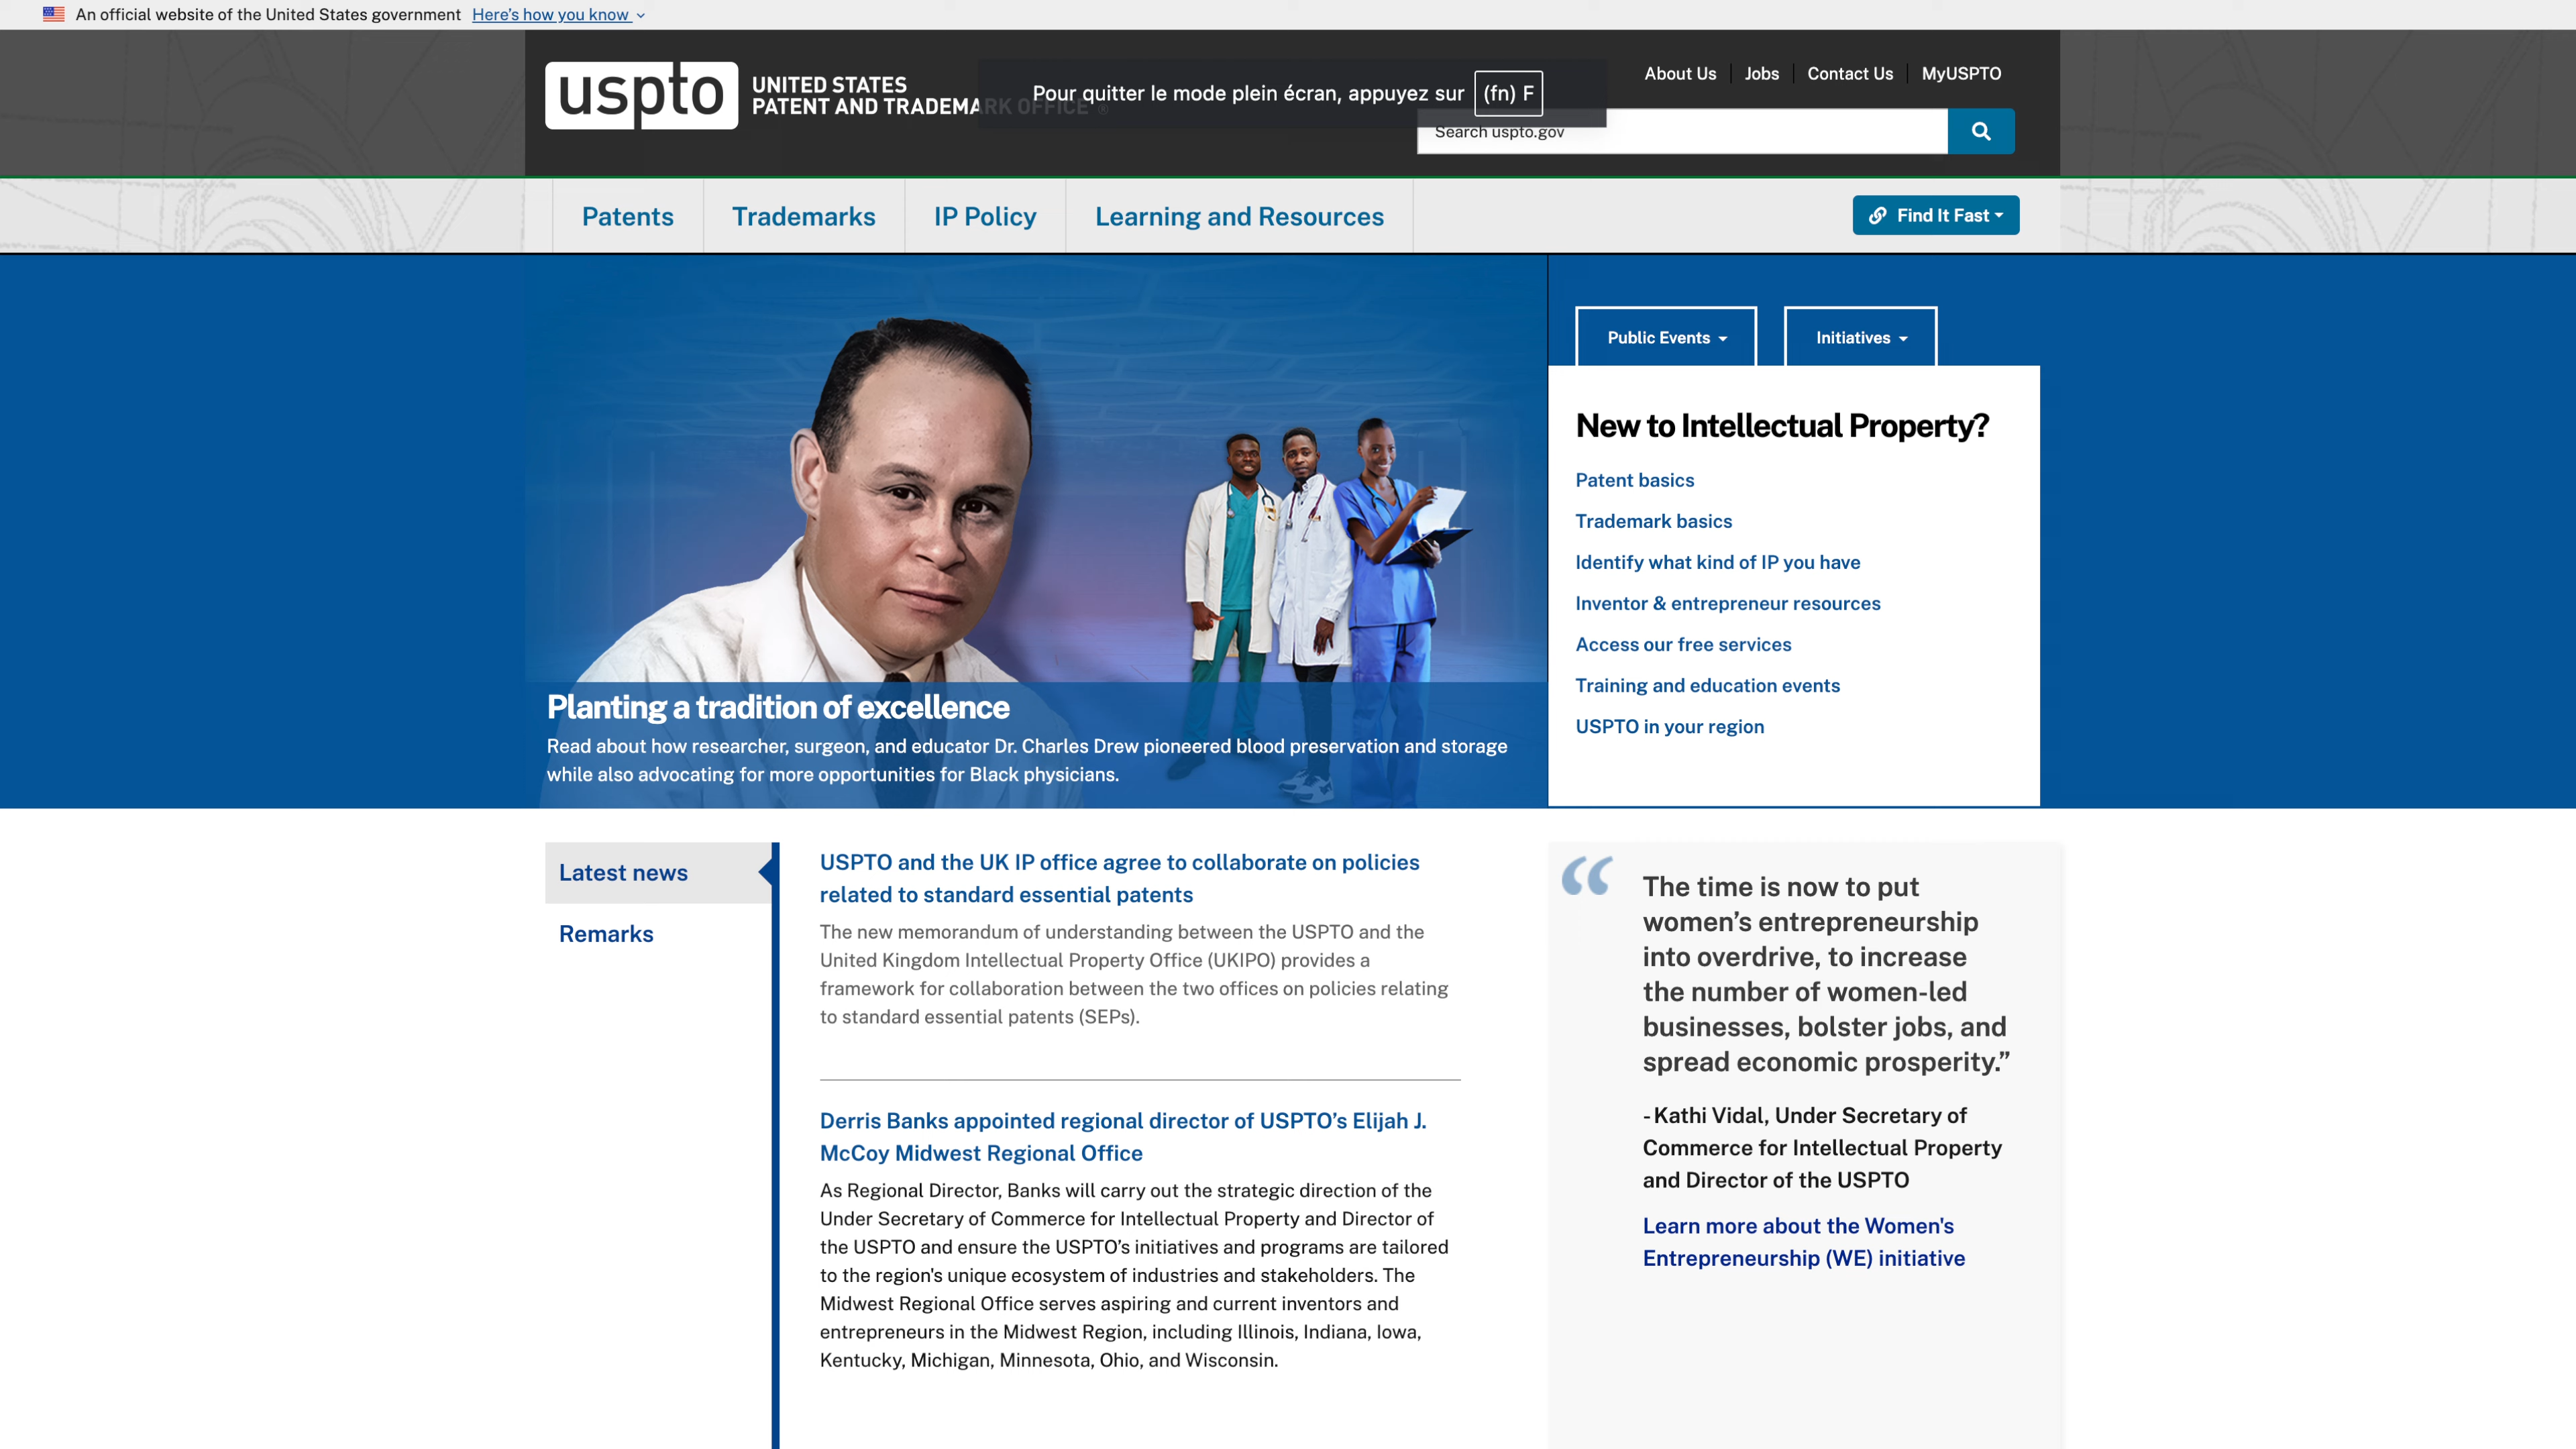 An official website of the United States government Here's how you know
uspto
UNITED STATES
PATENT AND TRADEMARK OFFICE ®
Pour quitter le mode plein écran, appuyez sur (fn) F
About Us
Jobs
Contact Us
MyUSPTO
Search uspto.gov
Patents
Trademarks
IP Policy
Learning and Resources
Find It Fast
Public Events
Initiatives
New to Intellectual Property?
Patent basics
Trademark basics
Identify what kind of IP you have
Inventor & entrepreneur resources
Access our free services
Training and education events
USPTO in your region
Planting a tradition of excellence
Read about how researcher, surgeon, and educator Dr. Charles Drew pioneered blood preservation and storage
while also advocating for more opportunities for Black physicians.
Latest news
Remarks
USPTO and the UK IP office agree to collaborate on policies
related to standard essential patents
The new memorandum of understanding between the USPTO and the
United Kingdom Intellectual Property Office (UKIPO) provides a
framework for collaboration between the two offices on policies relating
to standard essential patents (SEPs).
Derris Banks appointed regional director of USPTO’s Elijah J.
McCoy Midwest Regional Office
As Regional Director, Banks will carry out the strategic direction of the
Under Secretary of Commerce for Intellectual Property and Director of
the USPTO and ensure the USPTO’s initiatives and programs are tailored
to the region's unique ecosystem of industries and stakeholders. The
Midwest Regional Office serves aspiring and current inventors and
entrepreneurs in the Midwest Region, including Illinois, Indiana, Iowa,
Kentucky, Michigan, Minnesota, Ohio, and Wisconsin.
“ The time is now to put
women’s entrepreneurship
into overdrive, to increase
the number of women-led
businesses, bolster jobs, and
spread economic prosperity.”
- Kathi Vidal, Under Secretary of
Commerce for Intellectual Property
and Director of the USPTO
Learn more about the Women's
Entrepreneurship (WE) initiative